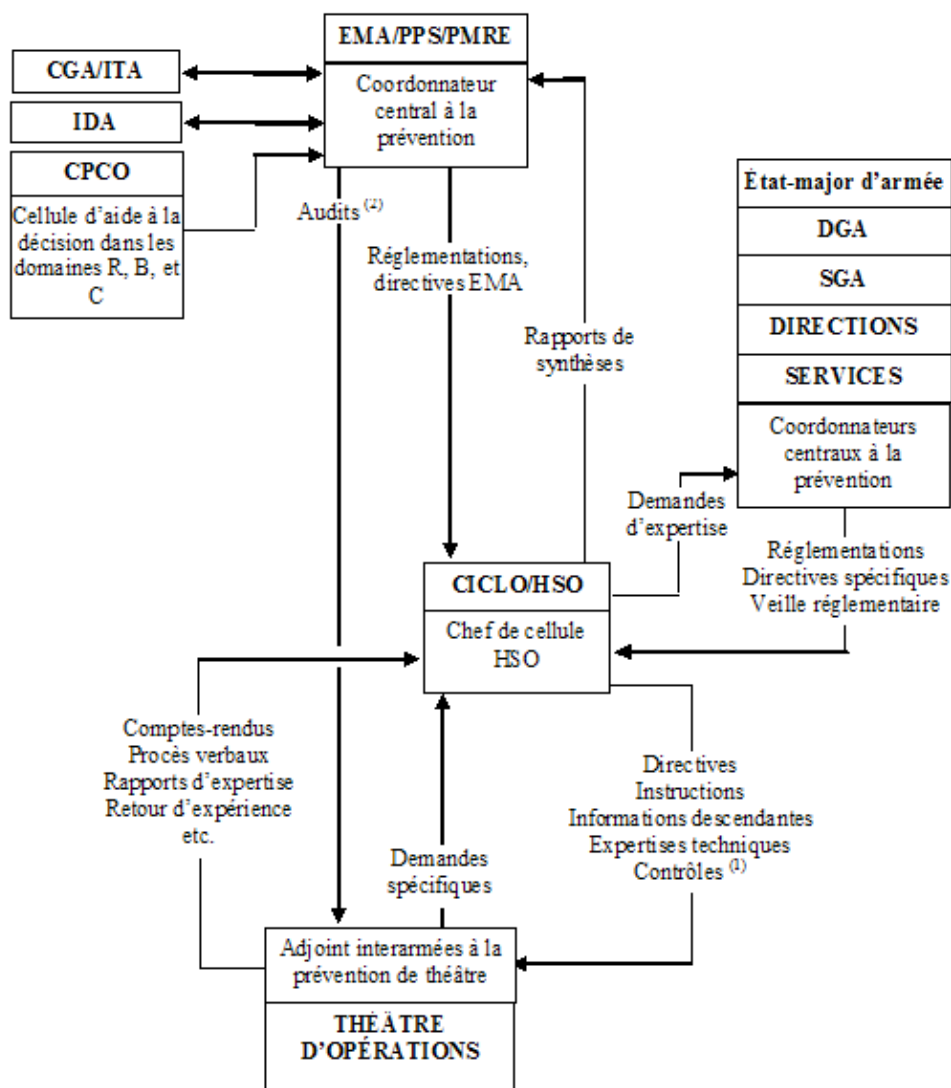 EMA/PPS/PMRE
Coordonnateur
central à la
prévention
CGA/ITA
IDA
CPCO
Cellule d'aide à la
décision dans les
domaines R, B, et
C
Audits (2)
Réglementations,
directives EMA
Rapports de
synthèses
État-major d'armée
DGA
SGA
DIRECTIONS
SERVICES
Coordonnateurs
centraux à la
prévention
Demandes
d'expertise
Réglementations
Directives spécifiques
Veille réglementaire
CICLO/HSO
Chef de cellule
HSO
Comptes-rendus
Procès verbaux
Rapports d'expertise
Retour d'expérience
etc.
Demandes
spécifiques
Directives
Instructions
Informations descendantes
Expertises techniques
Contrôles (1)
Adjoint interarmées à la
prévention de théâtre
THÉÂTRE
D'OPÉRATIONS